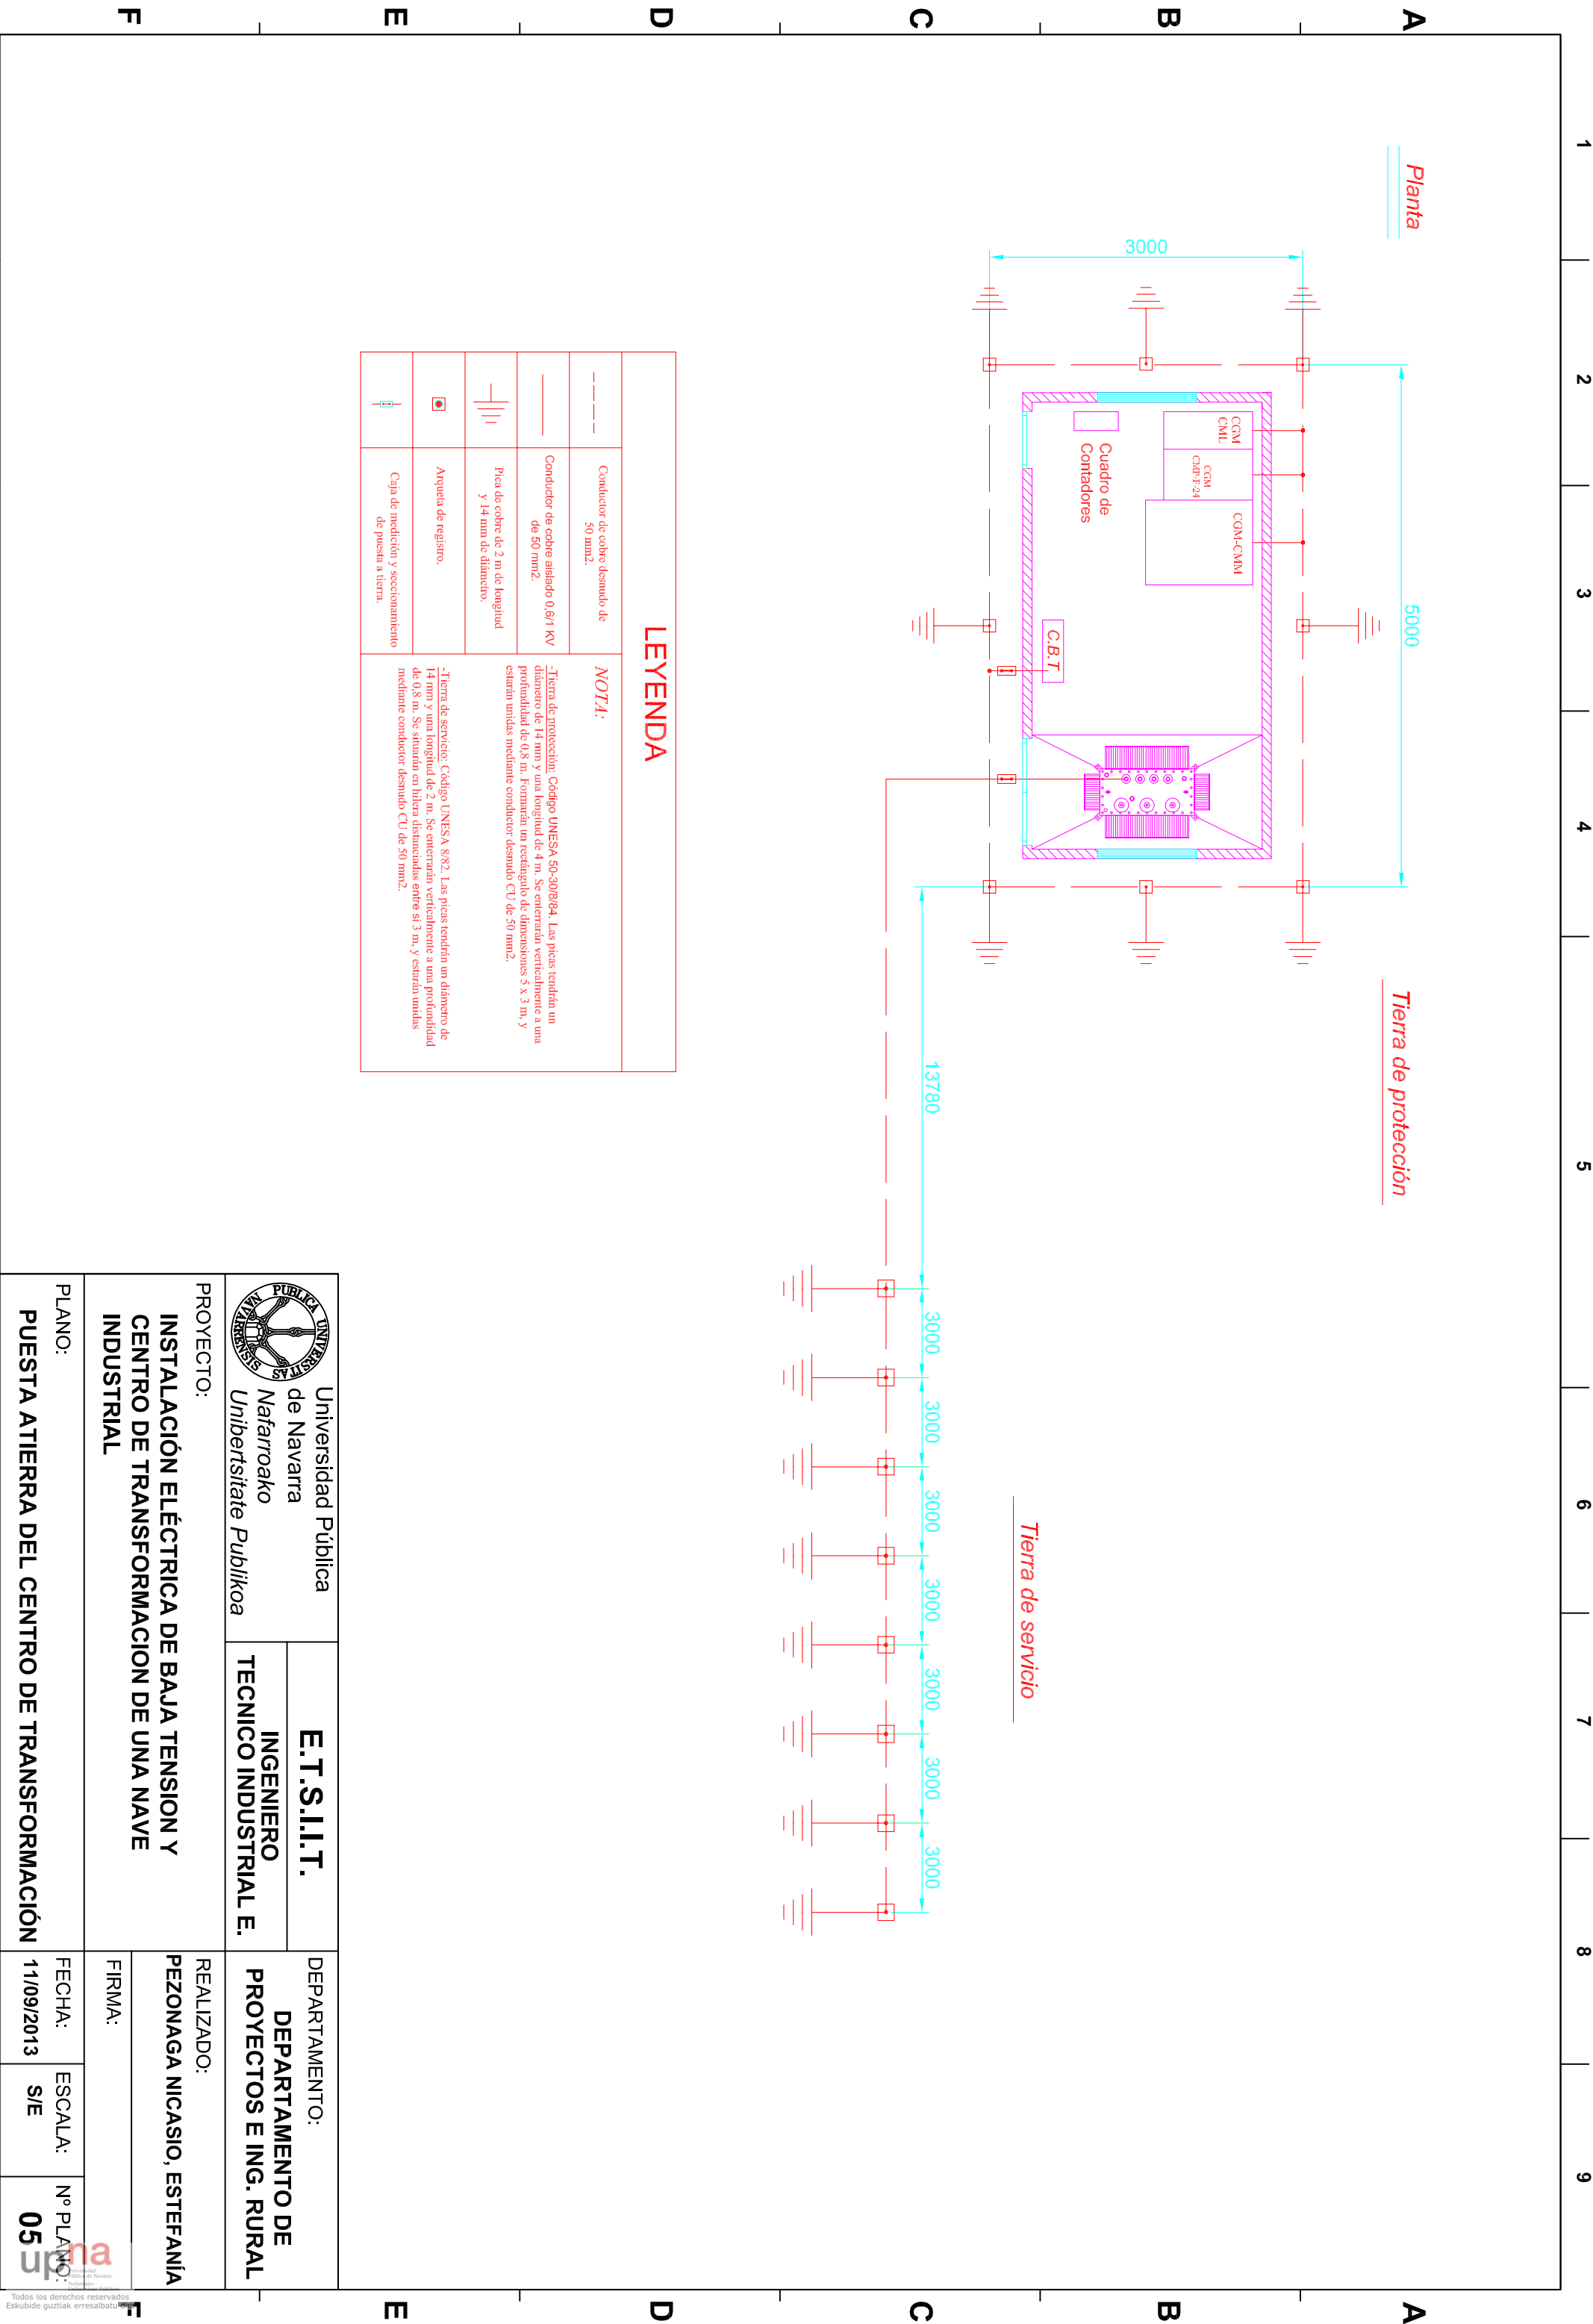 1
2
3
4
5
6
7
8
9
A
B
C
D
E
F
A
B
C
D
E
F
Planta
Tierra de protección
5000
3000
CGM
CML
CGM
CMP-F-24
CGM-CMM
Cuadro de
Contadores
C.B.T
Tierra de servicio
13780
3000
3000
3000
3000
3000
3000
3000
LEYENDA
Conductor de cobre desnudo de
50 mm2.
Conductor de cobre aislado 0,6/1 KV
de 50 mm2.
Pica de cobre de 2 m de longitud
y 14 mm de diámetro.
Arqueta de registro.
Caja de medición y seccionamiento
de puesta a tierra.
NOTA:
-Tierra de protección: Código UNESA 50-30/8/84. Las picas tendrán un
diámetro de 14 mm y una longitud de 4 m. Se enterrarán verticalmente a una
profundidad de 0,8 m. Formarán un rectángulo de dimensiones 5 x 3 m, y
estarán unidas mediante conductor desnudo CU de 50 mm2.
-Tierra de servicio: Código UNESA 8/82. Las picas tendrán un diámetro de
14 mm y una longitud de 2 m. Se enterrarán verticalmente a una profundidad
de 0,8 m. Se situarán en hilera distanciadas entre sí 3 m, y estarán unidas
mediante conductor desnudo CU de 50 mm2.
PUBLICA UNIVERSITAS NAVARRENSIS
Universidad Pública
de Navarra
Nafarroako
Unibertsitate Publikoa
E.T.S.I.I.T.
INGENIERO
TECNICO INDUSTRIAL E.
DEPARTAMENTO:
DEPARTAMENTO DE
PROYECTOS E ING. RURAL
PROYECTO:
INSTALACIÓN ELÉCTRICA DE BAJA TENSION Y
CENTRO DE TRANSFORMACION DE UNA NAVE
INDUSTRIAL
REALIZADO:
PEZONAGA NICASIO, ESTEFANÍA
FIRMA:
PLANO:
PUESTA ATIERRA DEL CENTRO DE TRANSFORMACIÓN
FECHA:
11/09/2013
ESCALA:
S/E
Nº PLANO:
05
upna
Todos los derechos reservados
Eskubide guztiak erresalbatu